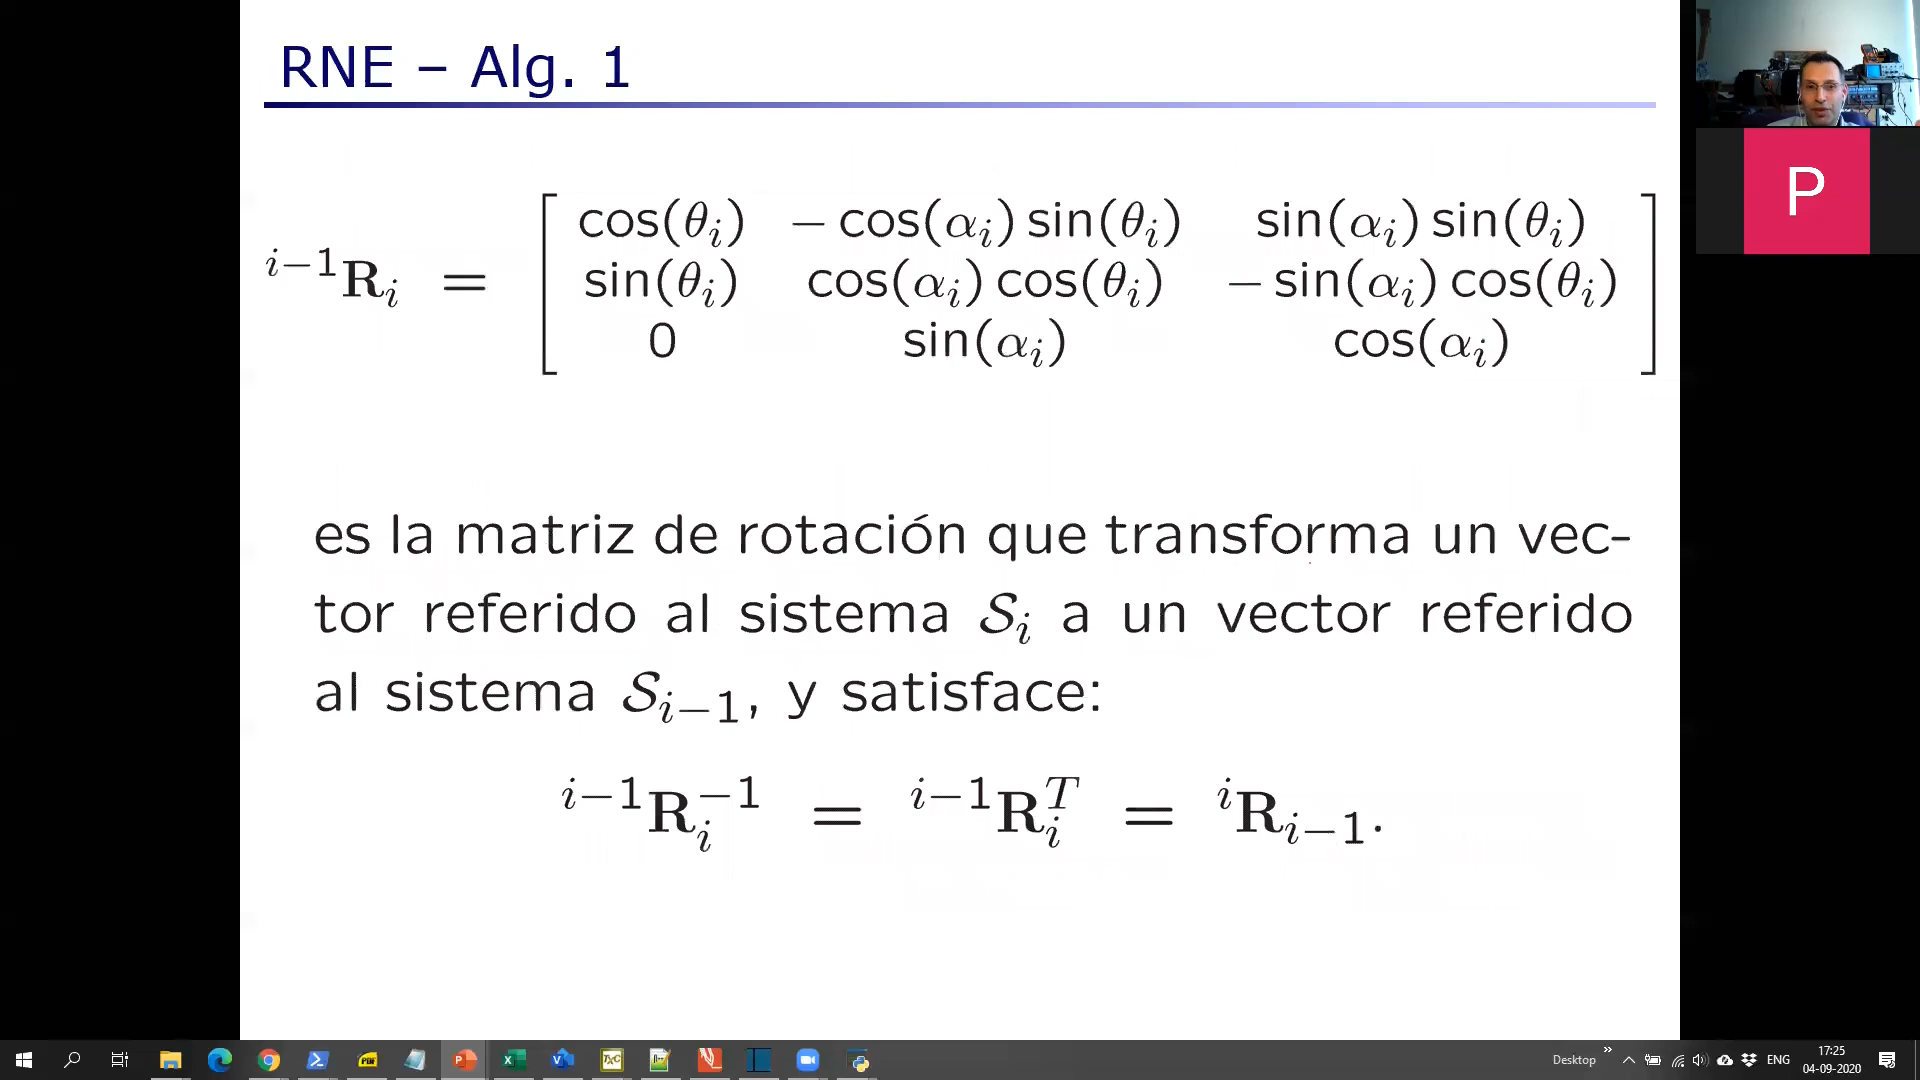 RNE – Alg. 1
P
cos(θᵢ) − cos(αᵢ) sin(θᵢ) sin(αᵢ) sin(θᵢ)
ⁱ⁻¹Rᵢ = sin(θᵢ) cos(αᵢ) cos(θᵢ) − sin(αᵢ) cos(θᵢ)
0 sin(αᵢ) cos(αᵢ)
es la matriz de rotación que transforma un vec-
tor referido al sistema 𝒮ᵢ a un vector referido
al sistema 𝒮ᵢ₋₁, y satisface:
ⁱ⁻¹Rᵢ⁻¹ = ⁱ⁻¹Rᵢᵀ = ⁱRᵢ₋₁.
Desktop
ENG
17:25
04-09-2020